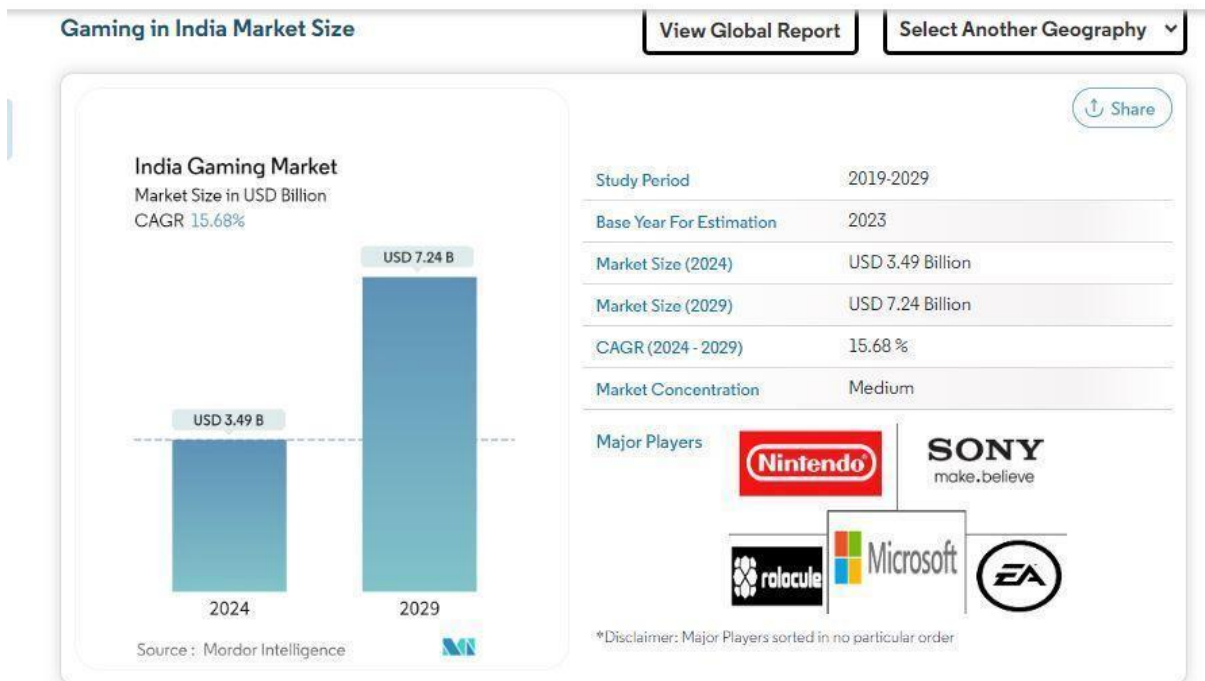 Gaming in India Market Size
View Global Report
Select Another Geography
Share
India Gaming Market
Market Size in USD Billion
CAGR 15.68%
USD 7.24 B
USD 3.49 B
2024
2029
Source : Mordor Intelligence
Study Period 2019-2029
Base Year For Estimation 2023
Market Size (2024) USD 3.49 Billion
Market Size (2029) USD 7.24 Billion
CAGR (2024 - 2029) 15.68 %
Market Concentration Medium
Major Players
Nintendo
SONY
make.believe
rolocule
Microsoft
EA
*Disclaimer: Major Players sorted in no particular order